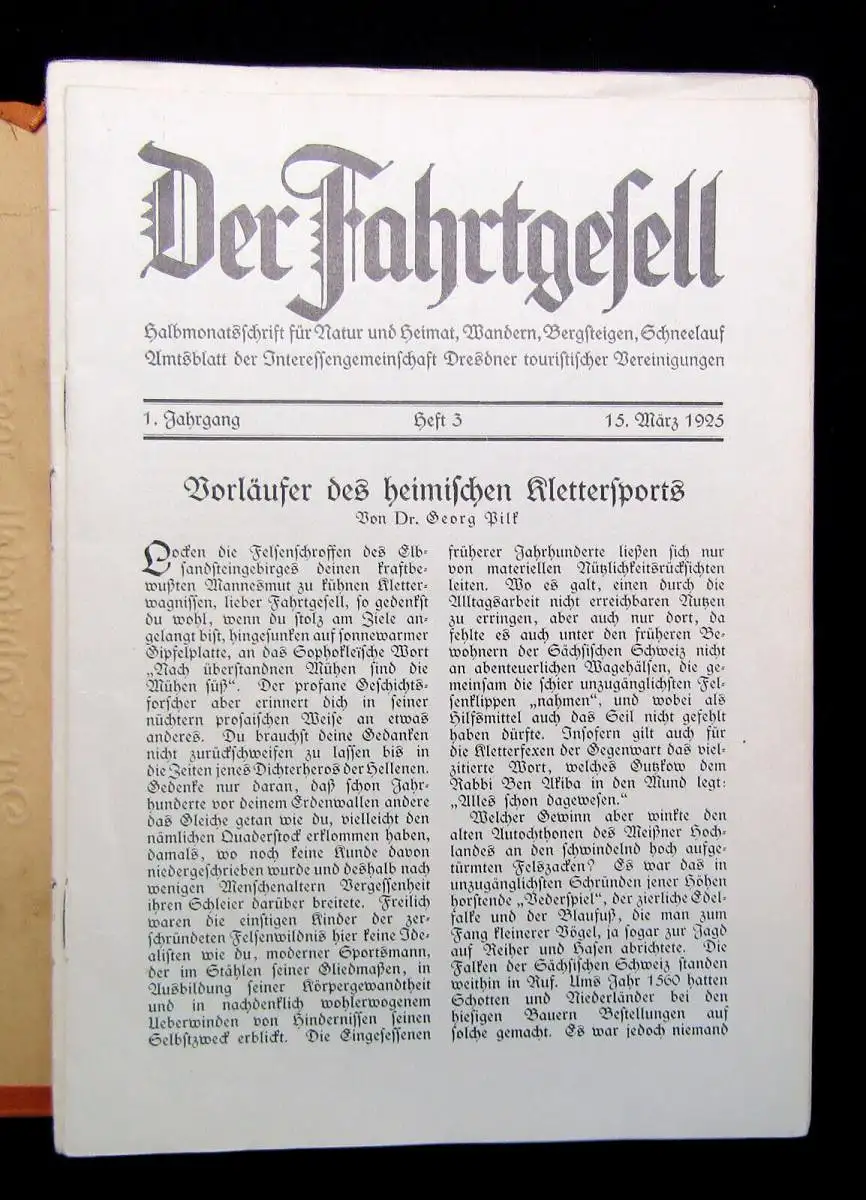 Der Fahrtgesell
Halbmonatsschrift für Natur und Heimat, Wandern, Bergsteigen, Schneelauf
Amtsblatt der Interessengemeinschaft Dresdner touristischer Vereinigungen
1. Jahrgang Heft 3 15. März 1925
Vorläufer des heimischen Klettersports
Von Dr. Georg Pilk
Locken die Felsenschroffen des Elb-
sandsteingebirges deinen kraftbe-
wußten Mannesmut zu kühnen Kletter-
wagnissen, lieber Fahrtgesell, so gedenkst
du wohl, wenn du stolz am Ziele an-
gelangt bist, hingesunken auf sonnewarmer
Gipfelplatte, an das Sophokleïsche Wort
„Nach überstandnen Mühen sind die
Mühen süß“. Der profane Geschichts-
forscher aber erinnert dich in seiner
nüchtern prosaischen Weise an etwas
anderes. Du brauchst deine Gedanken
nicht zurückschweifen zu lassen bis in
die Zeiten jenes Dichterheros der Hellenen.
Gedenke nur daran, daß schon Jahr-
hunderte vor deinem Erdenwallen andere
das Gleiche getan wie du, vielleicht den
nämlichen Quaderstock erklommen haben,
damals, wo noch keine Kunde davon
niedergeschrieben wurde und deshalb nach
wenigen Menschenaltern Vergessenheit
ihren Schleier darüber breitete. Freilich
waren die einstigen Kinder der zer-
schründeten Felsenwildnis hier keine Ide-
alisten wie du, moderner Sportsmann,
der im Stählen seiner Gliedmaßen, in
Ausbildung seiner Körpergewandtheit
und in nachdenklich wohlerwogenem
Ueberwinden von Hindernissen seinen
Selbstzweck erblickt. Die Eingesessenen
früherer Jahrhunderte ließen sich nur
von materiellen Nützlichkeitsrücksichten
leiten. Wo es galt, einen durch die
Alltagsarbeit nicht erreichbaren Nutzen
zu erringen, aber auch nur dort, da
fehlte es auch unter den früheren Be-
wohnern der Sächsischen Schweiz nicht
an abenteuerlichen Wagehälsen, die ge-
meinsam die schier unzugänglichsten Fel-
senklippen „nahmen“, und wobei als
Hilfsmittel auch das Seil nicht gefehlt
haben dürfte. Insofern gilt auch für
die Kletterfexen der Gegenwart das viel-
zitierte Wort, welches Gutzkow dem
Rabbi Ben Akiba in den Mund legt:
„Alles schon dagewesen.“
Welcher Gewinn aber winkte den
alten Autochthonen des Meißner Hoch-
landes an den schwindelnd hoch aufge-
türmten Felszacken? Es war das in
unzugänglichsten Schründen jener Höhen
horstende „Vederspiel“, der zierliche Edel-
falke und der Blaufuß, die man zum
Fang kleinerer Vögel, ja sogar zur Jagd
auf Reiher und Hasen abrichtete. Die
Falken der Sächsischen Schweiz standen
weithin in Ruf. Ums Jahr 1560 hatten
Schotten und Niederländer bei den
hiesigen Bauern Bestellungen auf
solche gemacht. Es war jedoch niemand